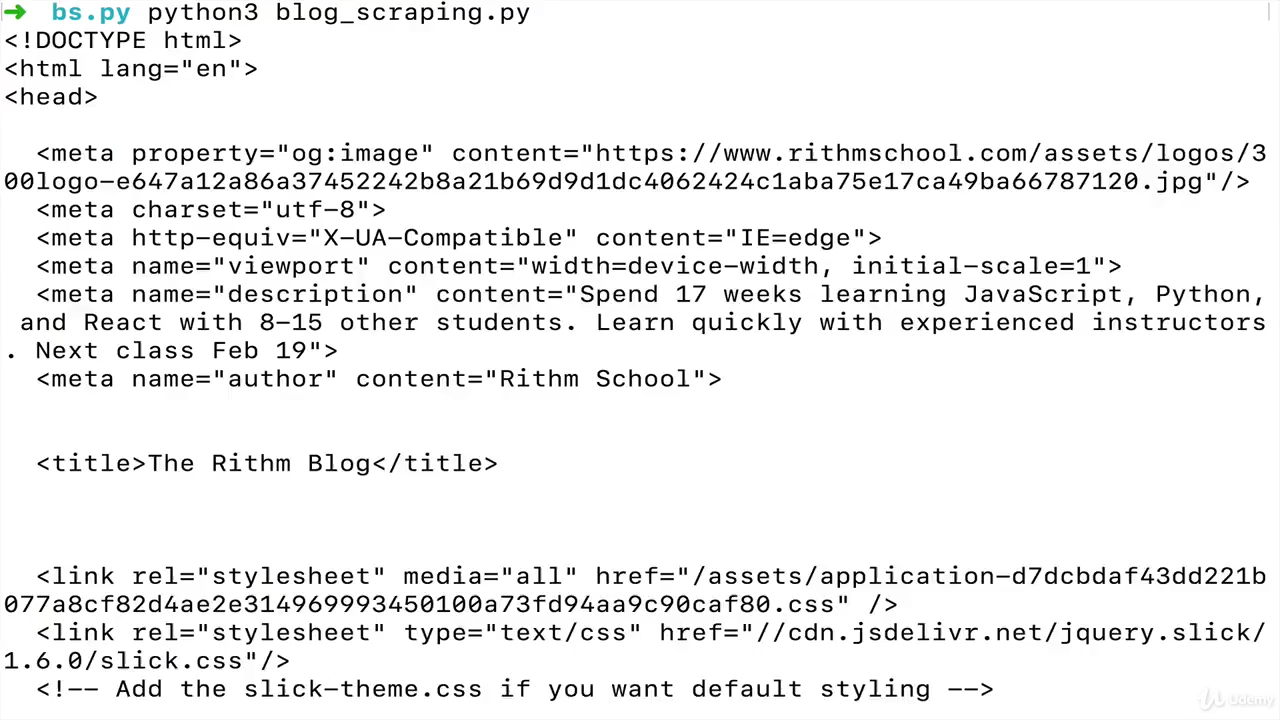 ➜ bs.py python3 blog_scraping.py
<!DOCTYPE html>
<html lang="en">
<head>
  <meta property="og:image" content="https://www.rithmschool.com/assets/logos/3
00logo-e647a12a86a37452242b8a21b69d9d1dc4062424c1aba75e17ca49ba66787120.jpg"/>
  <meta charset="utf-8">
  <meta http-equiv="X-UA-Compatible" content="IE=edge">
  <meta name="viewport" content="width=device-width, initial-scale=1">
  <meta name="description" content="Spend 17 weeks learning JavaScript, Python,
 and React with 8-15 other students. Learn quickly with experienced instructors
. Next class Feb 19">
  <meta name="author" content="Rithm School">
  <title>The Rithm Blog</title>
  <link rel="stylesheet" media="all" href="/assets/application-d7dcbdaf43dd221b
077a8cf82d4ae2e314969993450100a73fd94aa9c90caf80.css" />
  <link rel="stylesheet" type="text/css" href="//cdn.jsdelivr.net/jquery.slick/
1.6.0/slick.css"/>
  <!-- Add the slick-theme.css if you want default styling -->
Udemy